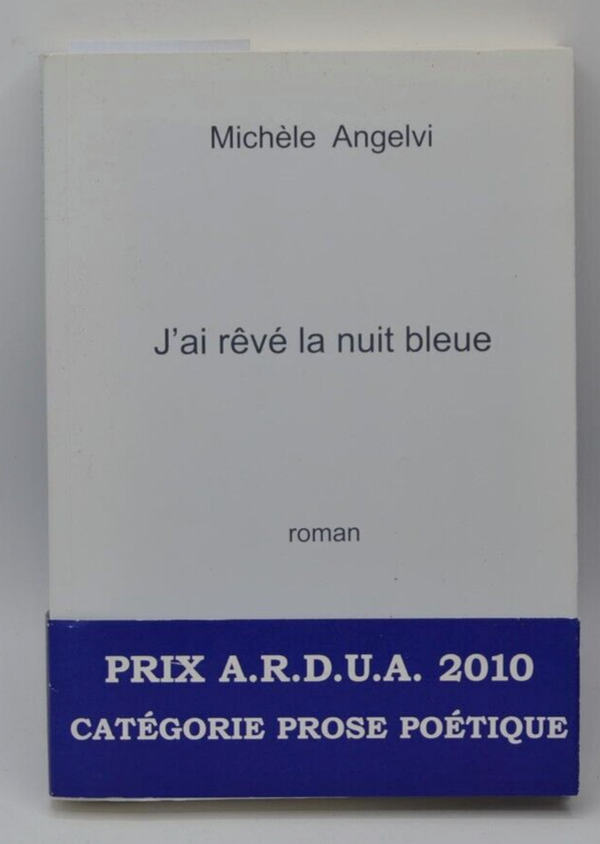 Michèle Angelvi
J'ai rêvé la nuit bleue
roman
PRIX A.R.D.U.A. 2010
CATÉGORIE PROSE POÉTIQUE